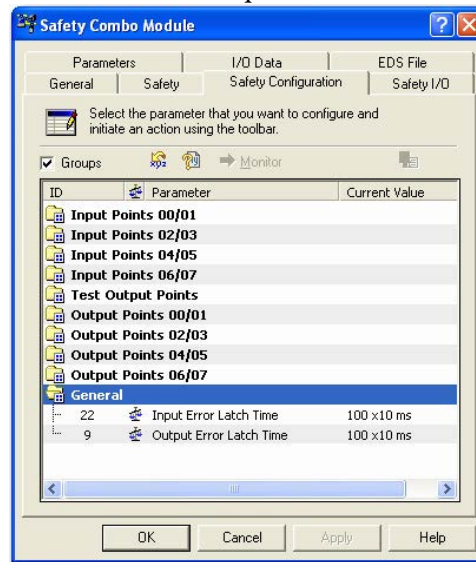 Safety Combo Module
Parameters I/O Data EDS File
General Safety Safety Configuration Safety I/O
Select the parameter that you want to configure and
initiate an action using the toolbar.
Groups Monitor
ID Parameter Current Value
Input Points 00/01
Input Points 02/03
Input Points 04/05
Input Points 06/07
Test Output Points
Output Points 00/01
Output Points 02/03
Output Points 04/05
Output Points 06/07
General
22 Input Error Latch Time 100 x10 ms
9 Output Error Latch Time 100 x10 ms
OK Cancel Apply Help